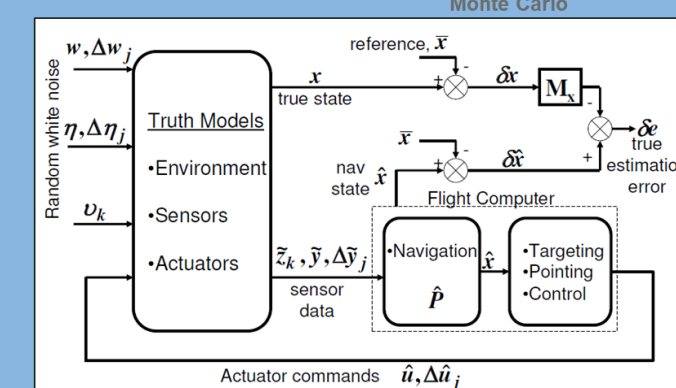 Monte Carlo
w, Δw_j
Random white noise
η, Δη_j
υ_k
Truth Models
•Environment
•Sensors
•Actuators
x
true state
reference, x̄
-
+
δx
M_x
-
δe
true
estimation
error
x̄
-
+
δx̂
+
nav
state x̂
Flight Computer
z̃_k, ỹ, Δỹ_j
sensor
data
•Navigation
P̂
x̂
•Targeting
•Pointing
•Control
Actuator commands û, Δû_j